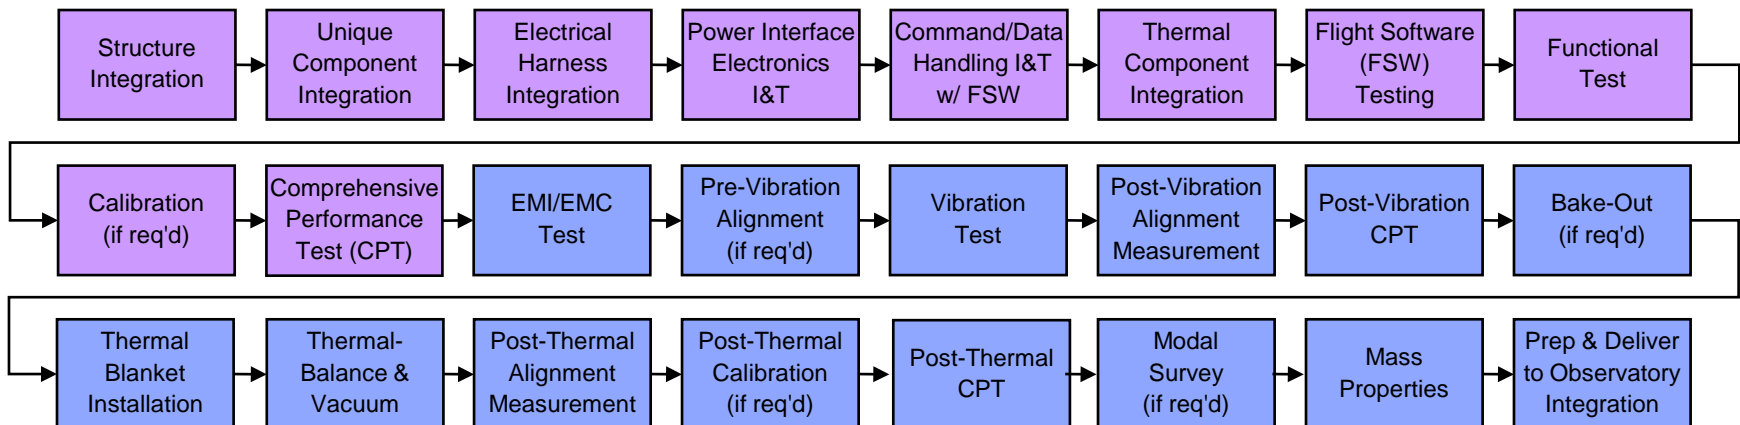 Structure
Integration
Unique
Component
Integration
Electrical
Harness
Integration
Power Interface
Electronics
I&T
Command/Data
Handling I&T
w/ FSW
Thermal
Component
Integration
Flight Software
(FSW)
Testing
Functional
Test
Calibration
(if req'd)
Comprehensive
Performance
Test (CPT)
EMI/EMC
Test
Pre-Vibration
Alignment
(if req'd)
Vibration
Test
Post-Vibration
Alignment
Measurement
Post-Vibration
CPT
Bake-Out
(if req'd)
Thermal
Blanket
Installation
Thermal-
Balance &
Vacuum
Post-Thermal
Alignment
Measurement
Post-Thermal
Calibration
(if req'd)
Post-Thermal
CPT
Modal
Survey
(if req'd)
Mass
Properties
Prep & Deliver
to Observatory
Integration